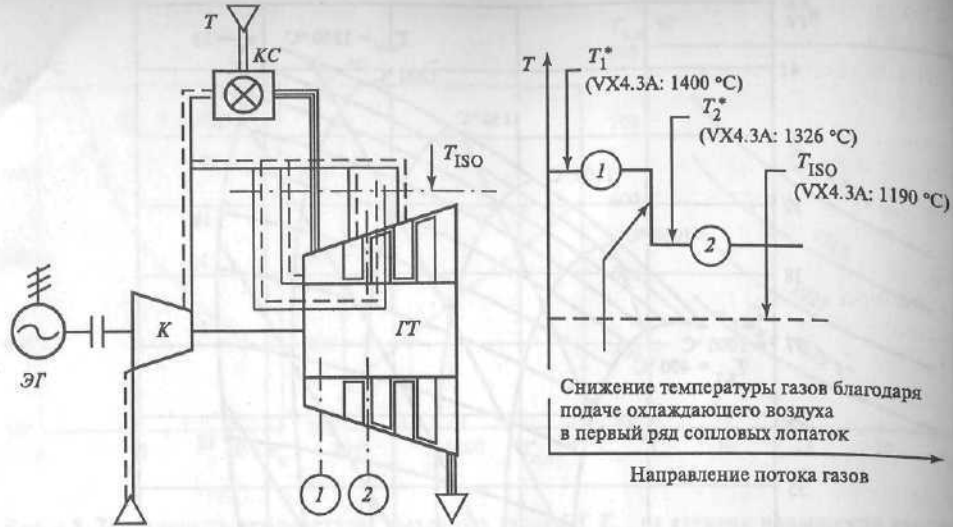 T
КС
T_ISO
К
ГТ
ЭГ
1
2
T
T₁*
(VX4.3A: 1400 °C)
T₂*
(VX4.3A: 1326 °C)
T_ISO
(VX4.3A: 1190 °C)
1
2
Снижение температуры газов благодаря
подаче охлаждающего воздуха
в первый ряд сопловых лопаток
Направление потока газов